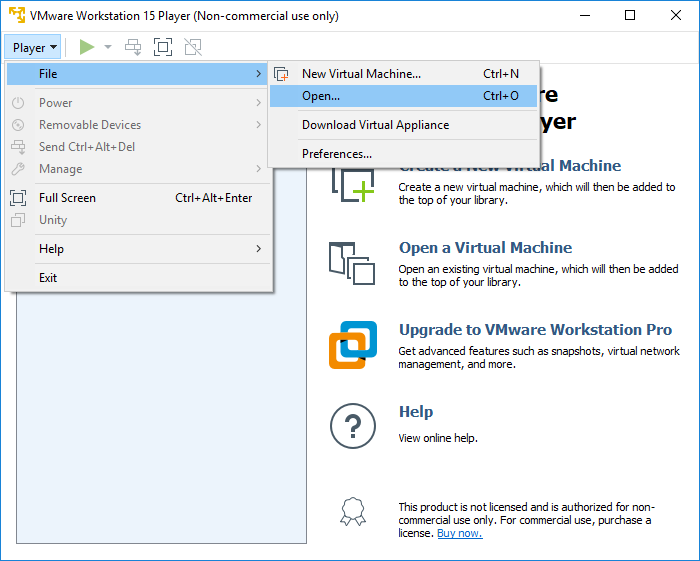 VMware Workstation 15 Player (Non-commercial use only)
Player
File
Power
Removable Devices
Send Ctrl+Alt+Del
Manage
Full Screen Ctrl+Alt+Enter
Unity
Help
Exit
New Virtual Machine... Ctrl+N
Open... Ctrl+O
Download Virtual Appliance
Preferences...
Create a New Virtual Machine
Create a new virtual machine, which will then be added
to the top of your library.
Open a Virtual Machine
Open an existing virtual machine, which will then be added
to the top of your library.
Upgrade to VMware Workstation Pro
Get advanced features such as snapshots, virtual network
management, and more.
Help
View online help.
This product is not licensed and is authorized for non-
commercial use only. For commercial use, purchase a
license. Buy now.